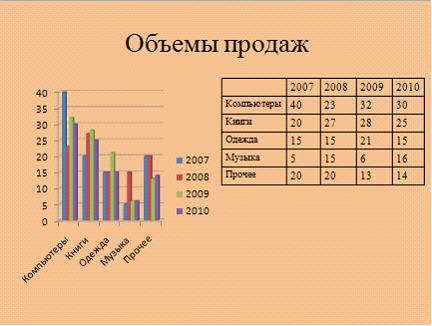 Объемы продаж
40
35
30
25
20
15
10
5
0
Компьютеры
Книги
Одежда
Музыка
Прочее
2007
2008
2009
2010
2007 2008 2009 2010
Компьютеры 40 23 32 30
Книги 20 27 28 25
Одежда 15 15 21 15
Музыка 5 15 6 16
Прочее 20 20 13 14